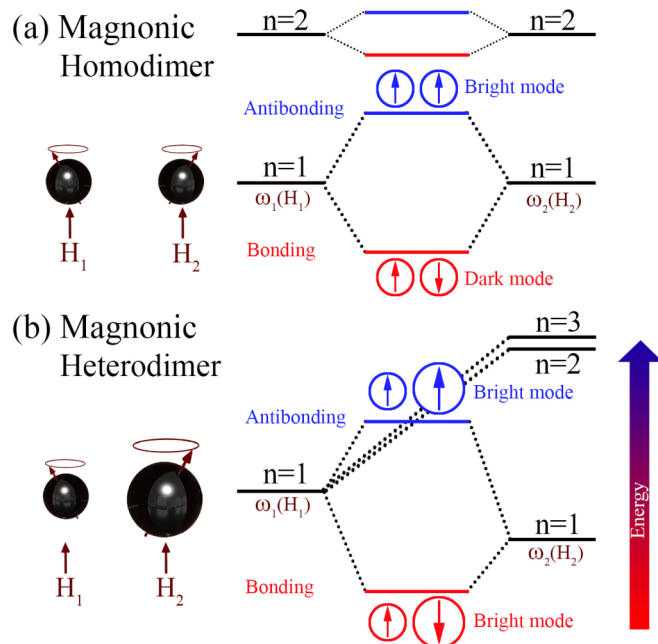 (a) Magnonic
Homodimer
n=2
n=2
Bright mode
Antibonding
n=1
n=1
ω₁(H₁)
ω₂(H₂)
H₁
H₂
Bonding
Dark mode
(b) Magnonic
Heterodimer
n=3
n=2
Bright mode
Antibonding
n=1
ω₁(H₁)
n=1
ω₂(H₂)
H₁
H₂
Bonding
Bright mode
Energy